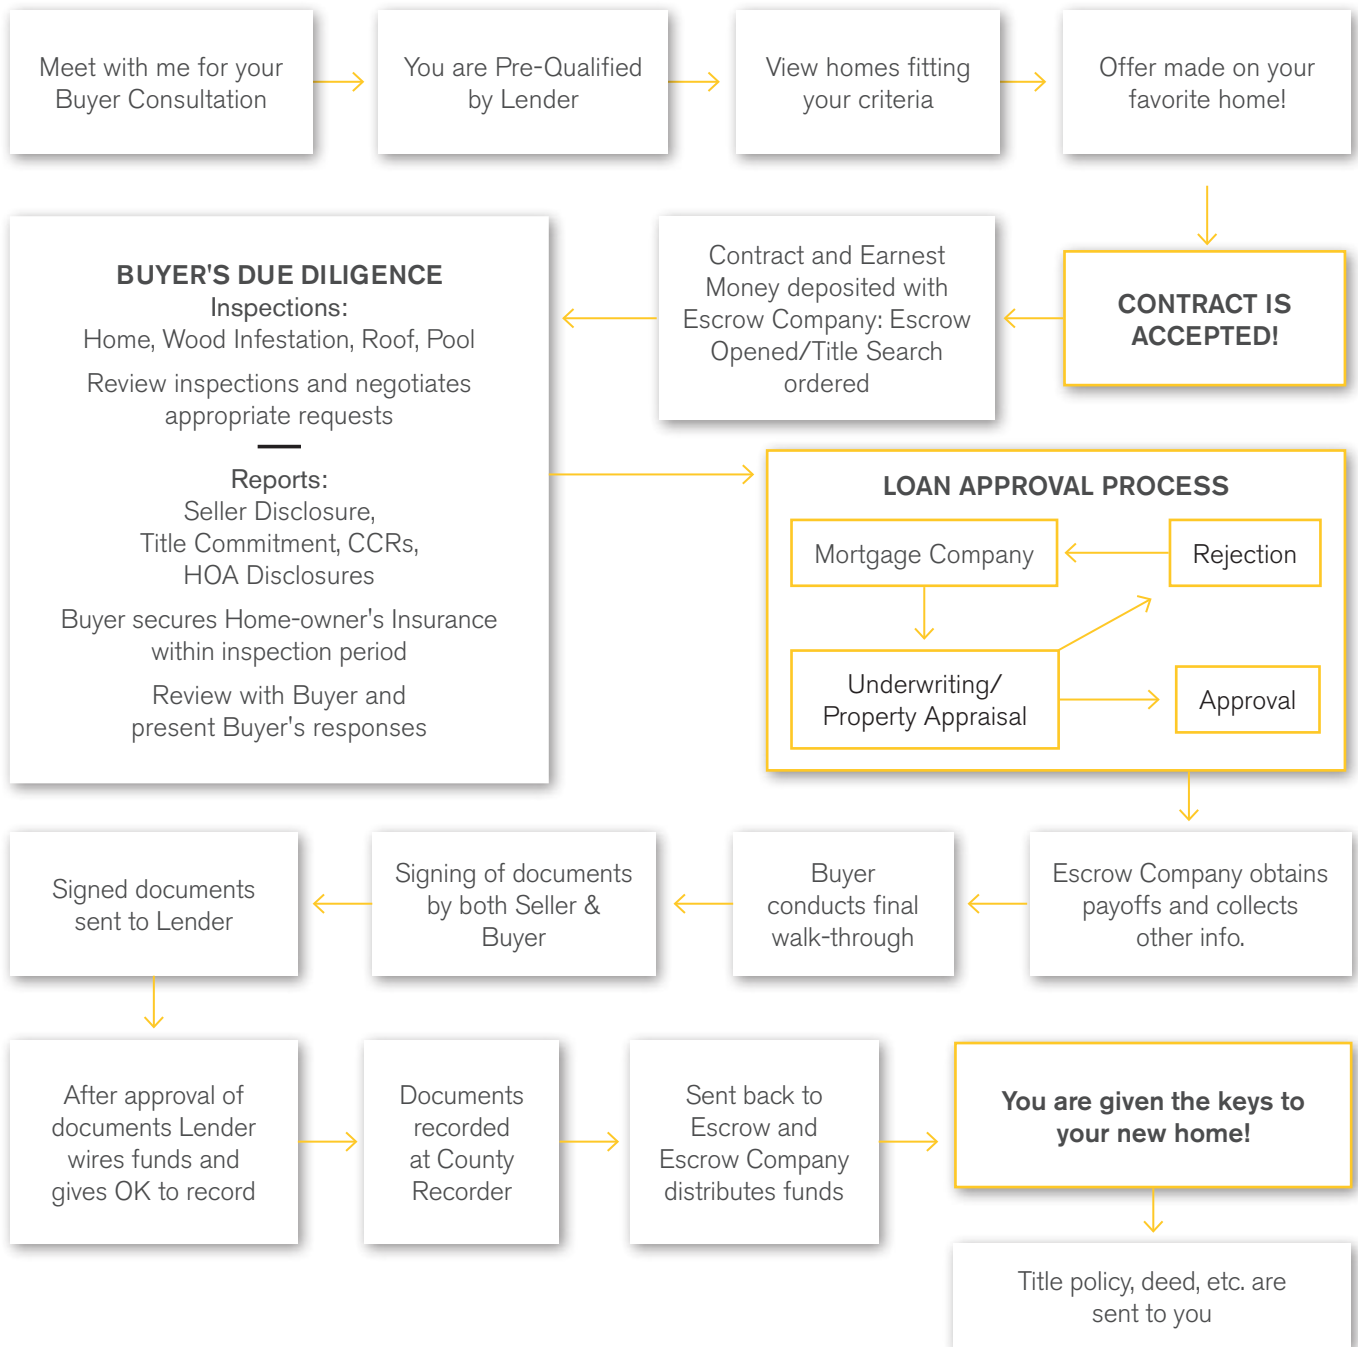 Meet with me for your
Buyer Consultation
You are Pre-Qualified
by Lender
View homes fitting
your criteria
Offer made on your
favorite home!
CONTRACT IS
ACCEPTED!
Contract and Earnest
Money deposited with
Escrow Company: Escrow
Opened/Title Search
ordered
BUYER'S DUE DILIGENCE
Inspections:
Home, Wood Infestation, Roof, Pool
Review inspections and negotiates
appropriate requests
Reports:
Seller Disclosure,
Title Commitment, CCRs,
HOA Disclosures
Buyer secures Home-owner's Insurance
within inspection period
Review with Buyer and
present Buyer's responses
LOAN APPROVAL PROCESS
Mortgage Company
Rejection
Underwriting/
Property Appraisal
Approval
Escrow Company obtains
payoffs and collects
other info.
Buyer
conducts final
walk-through
Signing of documents
by both Seller &
Buyer
Signed documents
sent to Lender
After approval of
documents Lender
wires funds and
gives OK to record
Documents
recorded
at County
Recorder
Sent back to
Escrow and
Escrow Company
distributes funds
You are given the keys to
your new home!
Title policy, deed, etc. are
sent to you